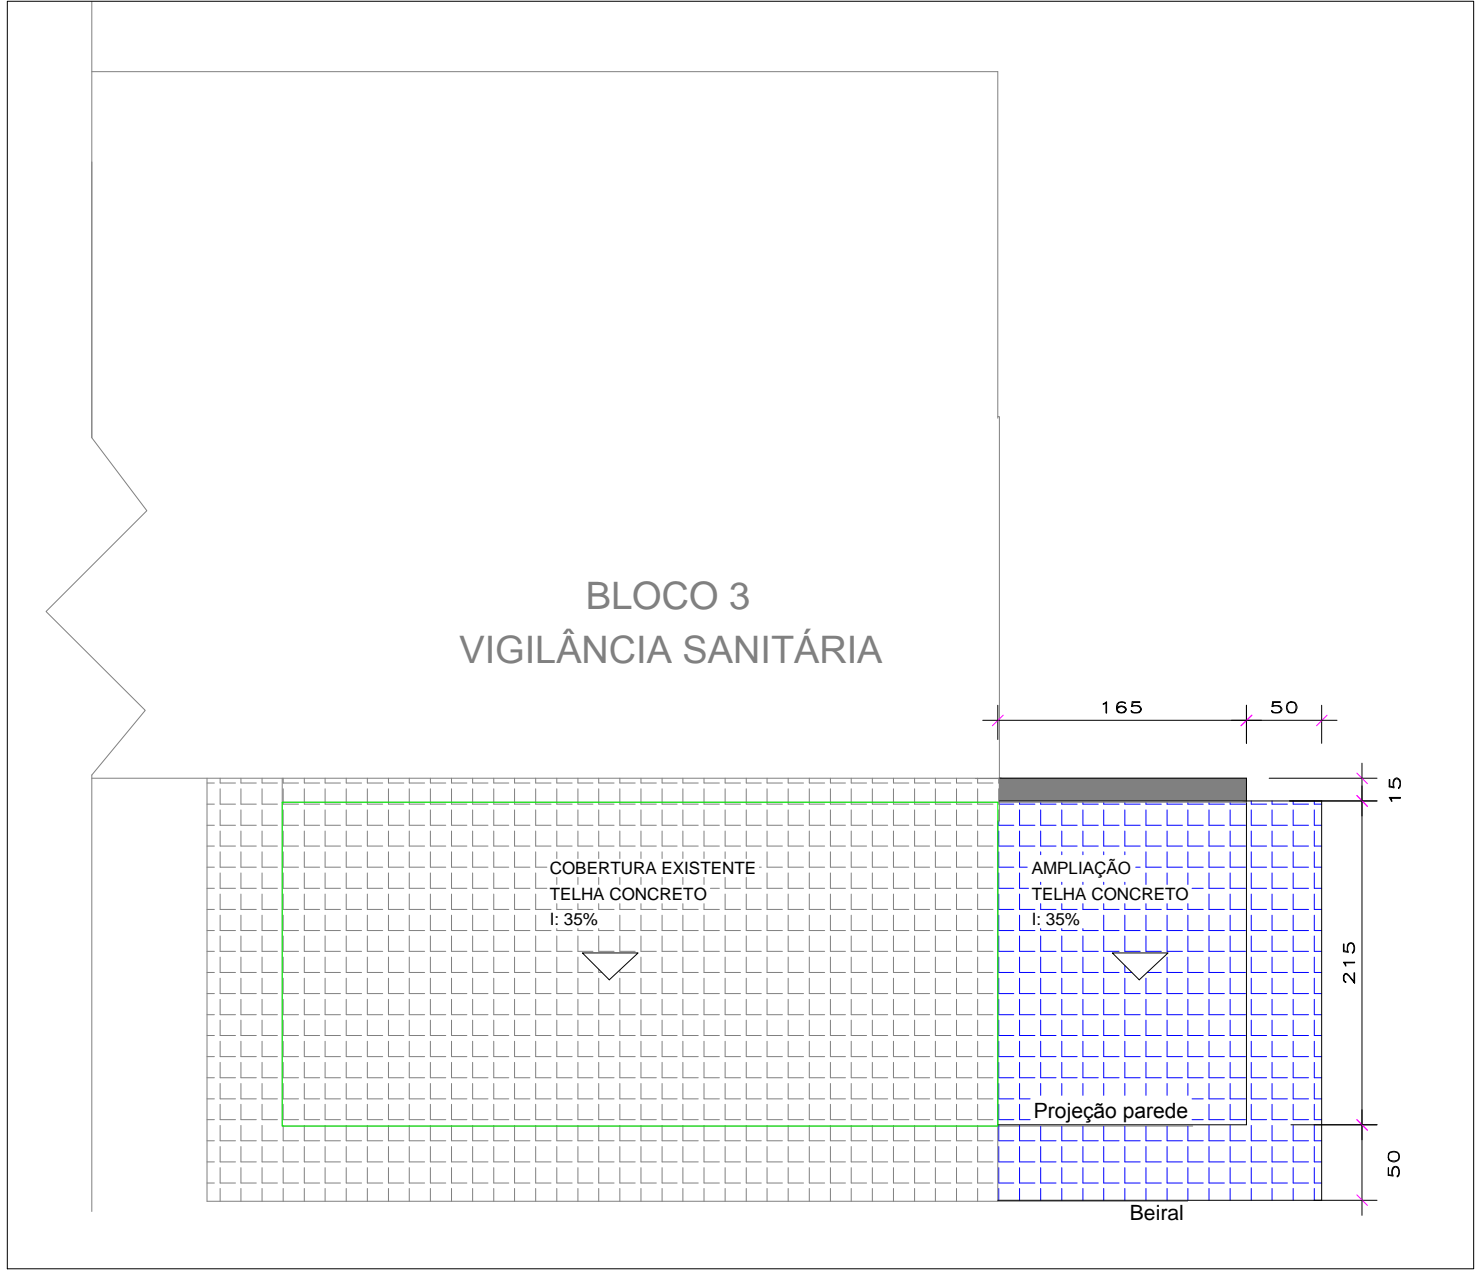 BLOCO 3
VIGILÂNCIA SANITÁRIA
165
50
15
COBERTURA EXISTENTE
TELHA CONCRETO
I: 35%
AMPLIAÇÃO
TELHA CONCRETO
I: 35%
215
Projeção parede
50
Beiral